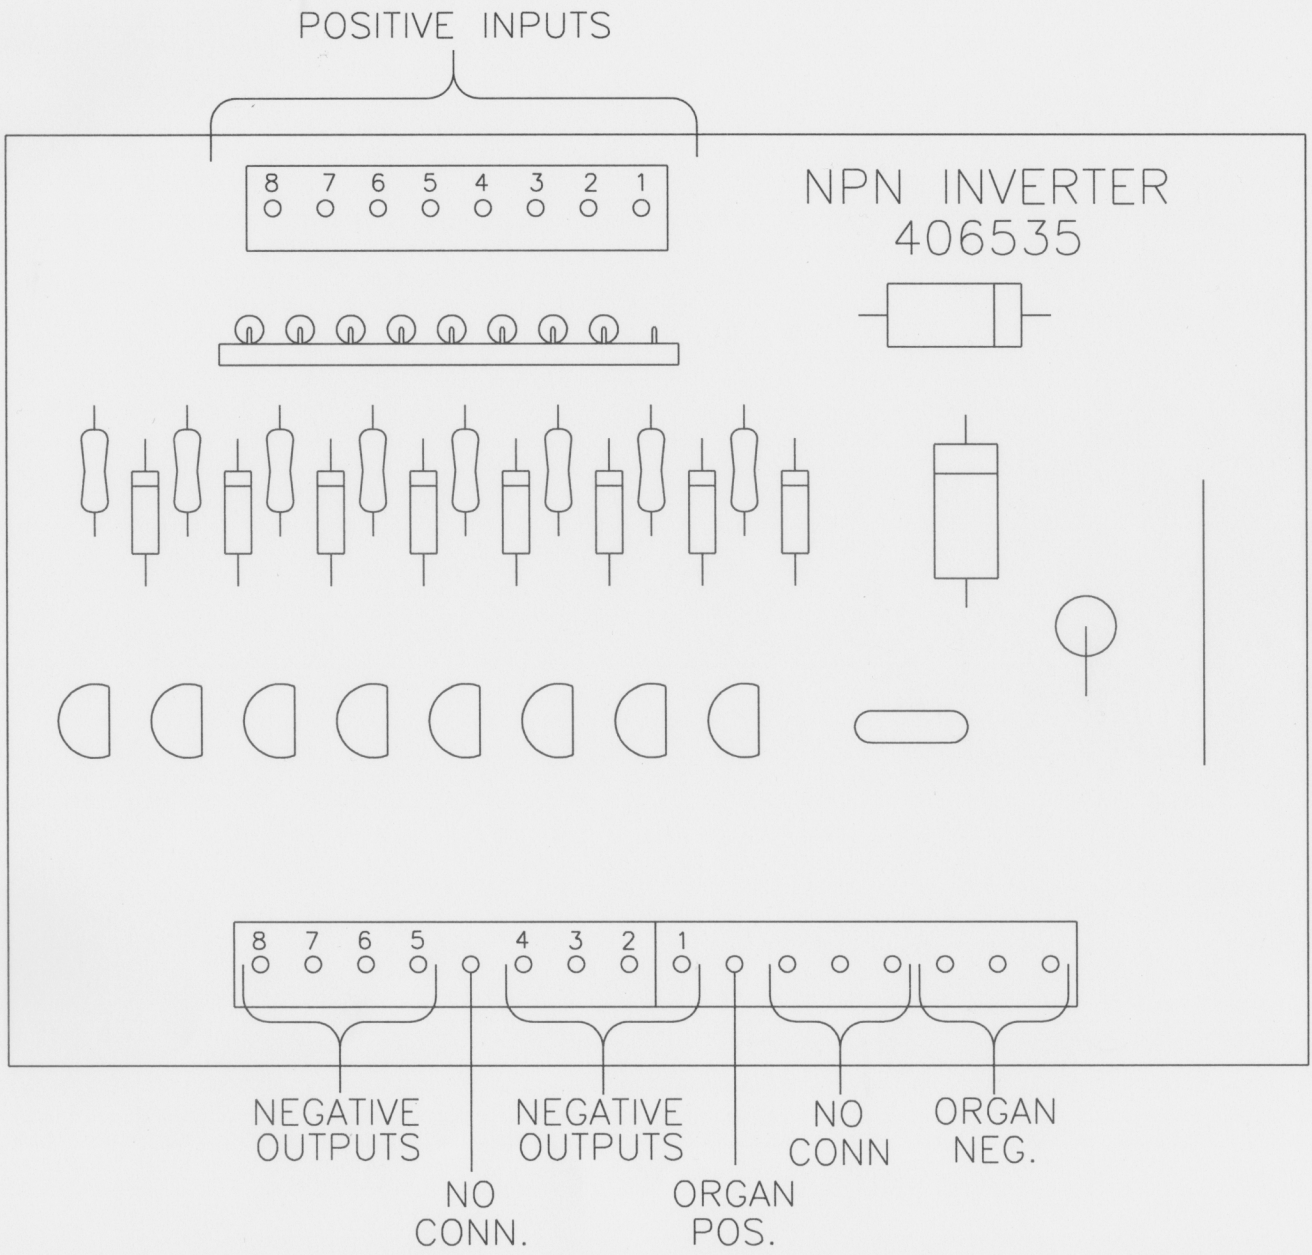 POSITIVE INPUTS
8 7 6 5 4 3 2 1
NPN INVERTER
406535
8 7 6 5 4 3 2 1
NEGATIVE
OUTPUTS
NO
CONN.
NEGATIVE
OUTPUTS
ORGAN
POS.
NO
CONN
ORGAN
NEG.